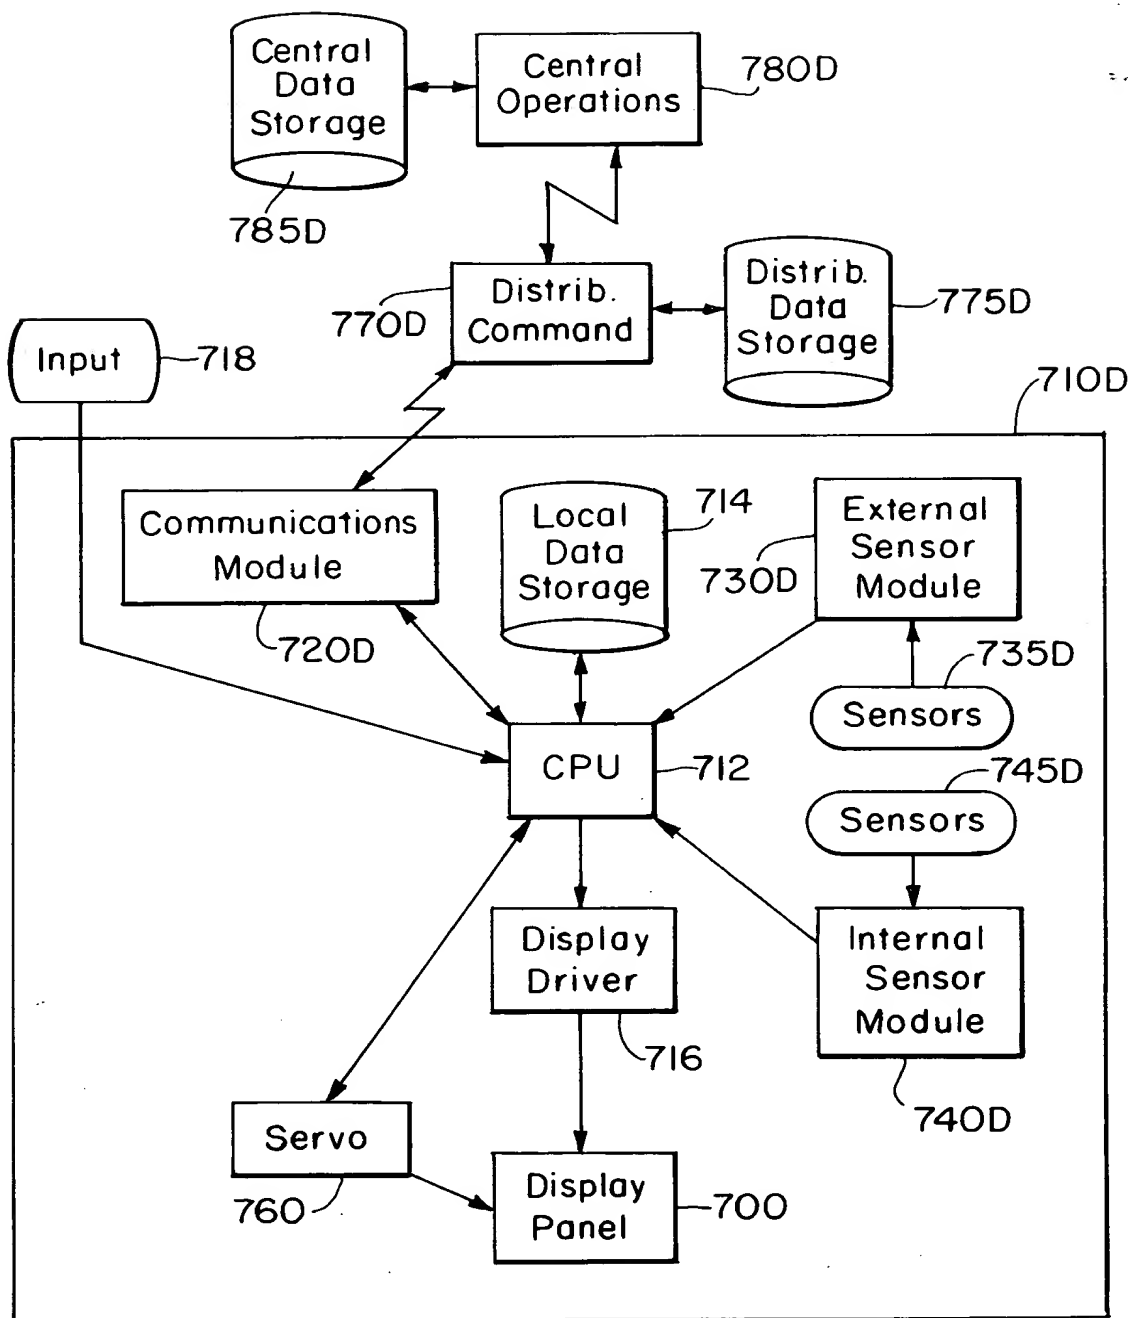 Central
Data
Storage
785D
Central
Operations
780D
Distrib.
Command
770D
Distrib.
Data
Storage
775D
Input
718
710D
Communications
Module
720D
Local
Data
Storage
714
External
Sensor
Module
730D
Sensors
735D
CPU
712
Sensors
745D
Display
Driver
716
Internal
Sensor
Module
740D
Servo
760
Display
Panel
700